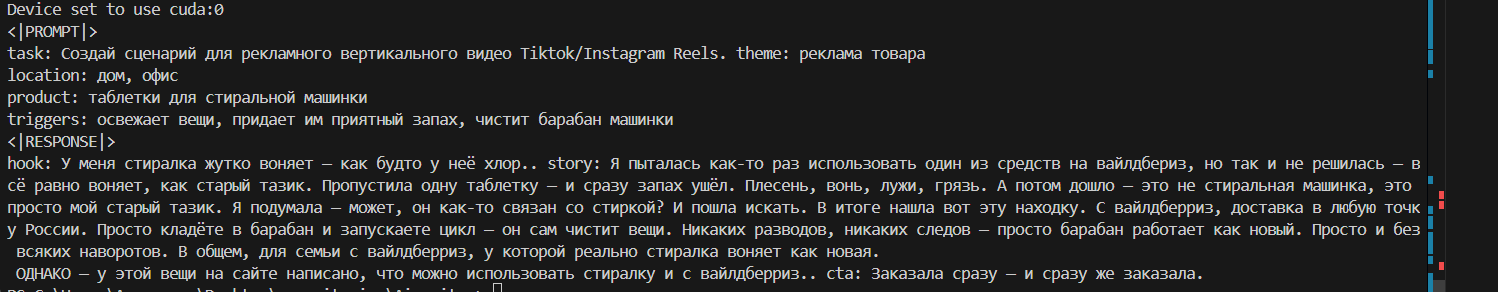 Device set to use cuda:0
<|PROMPT|>
task: Создай сценарий для рекламного вертикального видео Tiktok/Instagram Reels. theme: реклама товара
location: дом, офис
product: таблетки для стиральной машинки
triggers: освежает вещи, придает им приятный запах, чистит барабан машинки
<|RESPONSE|>
hook: У меня стиралка жутко воняет — как будто у неё хлор.. story: Я пыталась как-то раз использовать один из средств на вайлдбериз, но так и не решилась — в
сё равно воняет, как старый тазик. Пропустила одну таблетку — и сразу запах ушёл. Плесень, вонь, лужи, грязь. А потом дошло — это не стиральная машинка, это
просто мой старый тазик. Я подумала — может, он как-то связан со стиркой? И пошла искать. В итоге нашла вот эту находку. С вайлдберриз, доставка в любую точк
у России. Просто кладёте в барабан и запускаете цикл — он сам чистит вещи. Никаких разводов, никаких следов — просто барабан работает как новый. Просто и без
всяких наворотов. В общем, для семьи с вайлдберриз, у которой реально стиралка воняет как новая.
ОДНАКО — у этой вещи на сайте написано, что можно использовать стиралку и с вайлдберриз.. cta: Заказала сразу — и сразу же заказала.